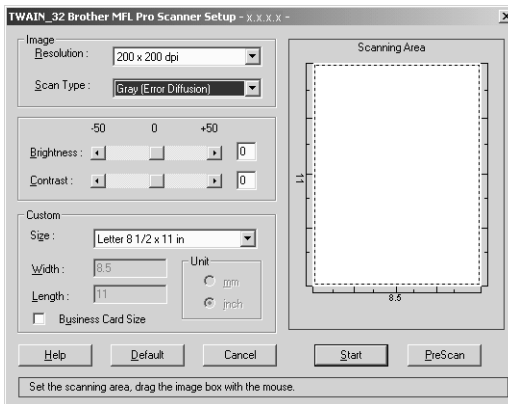 TWAIN_32 Brother MFL Pro Scanner Setup - x.x.x.x -
Image
Resolution : 200 x 200 dpi
Scan Type : Gray (Error Diffusion)
-50 0 +50
Brightness : 0
Contrast : 0
Custom
Size : Letter 8 1/2 x 11 in
Width : 8.5
Length : 11
Unit
mm
inch
Business Card Size
Scanning Area
11
8.5
Help Default Cancel Start PreScan
Set the scanning area, drag the image box with the mouse.